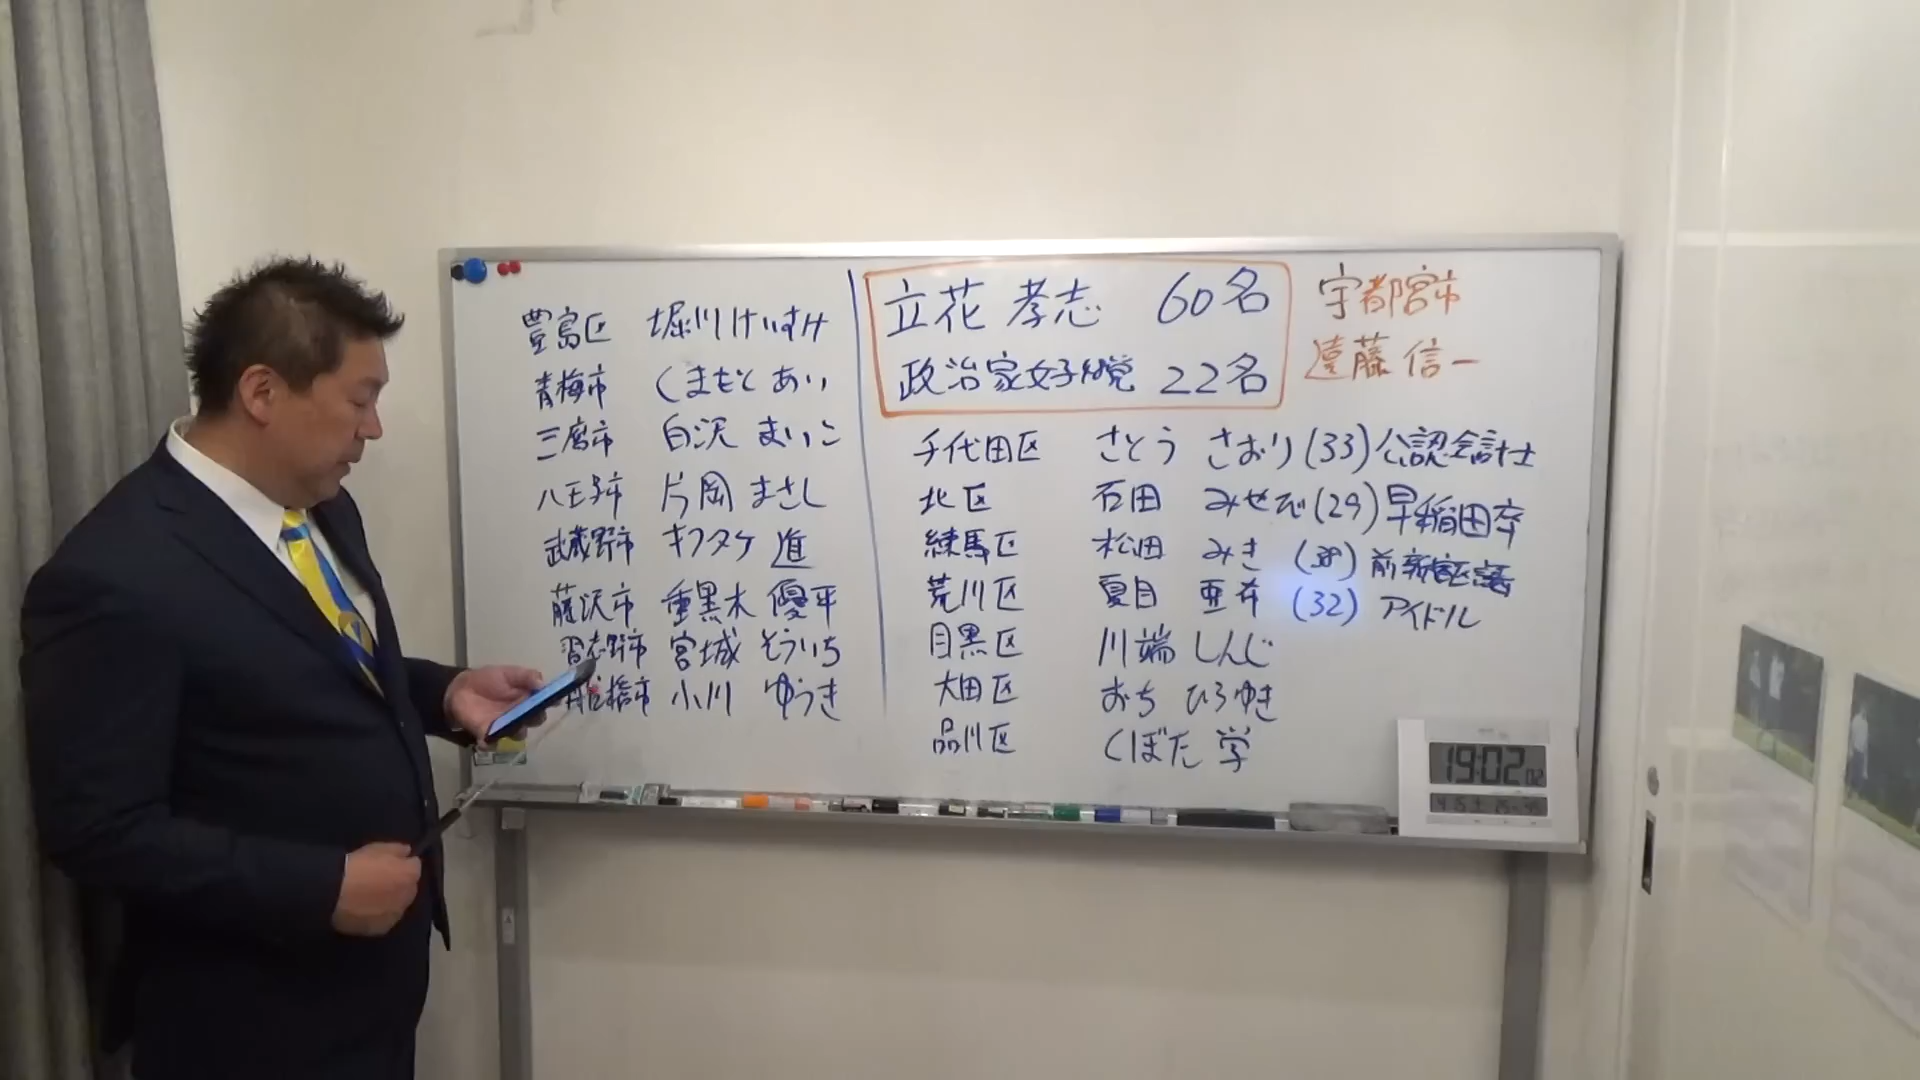 豊島区 堀川けいすけ
青梅市 くまもと あい
三鷹市 白沢 まいこ
八王子市 片岡 まさし
武蔵野市 キフタケ 進
藤沢市 重黒木 優平
習志野市 宮城 そういち
船橋市 小川 ゆうき
立花 孝志 60名
政治家女子48党 22名
宇都宮市
遠藤 信一
千代田区 さとう さおり (33) 公認会計士
北区 石田 みせび (29) 早稲田卒
練馬区 松田 みき (38) 前新宿区議
荒川区 夏目 亜希 (32) アイドル
目黒区 川端 しんじ
大田区 おち ひろゆき
品川区 くぼた 学
19:02 02